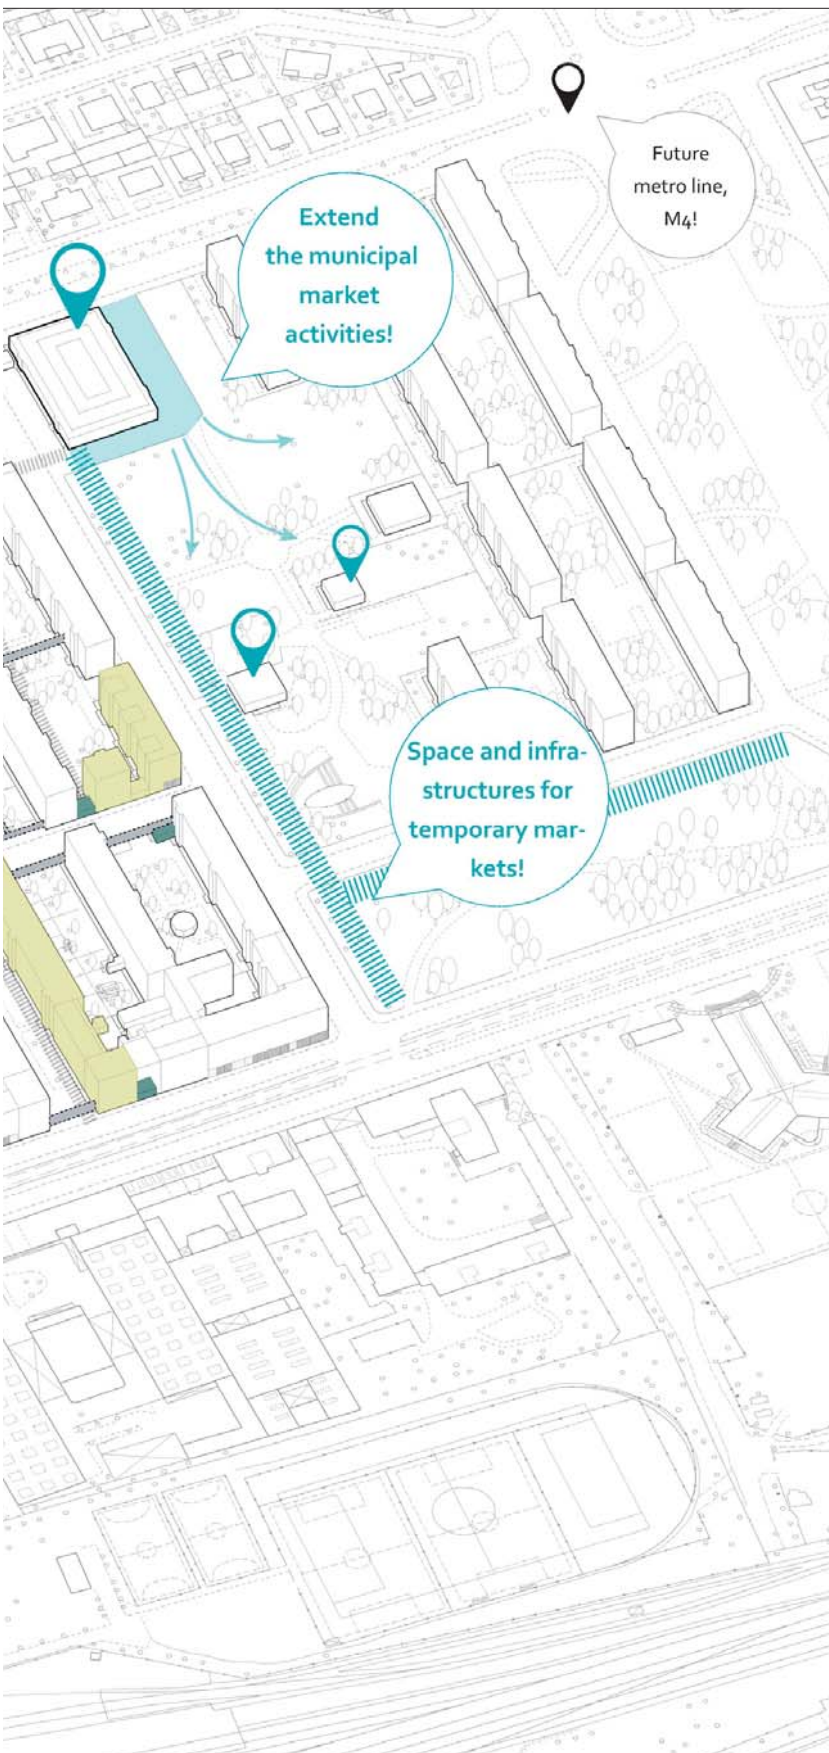 Future
metro line,
M4!
Extend
the municipal
market
activities!
Space and infra-
structures for
temporary mar-
kets!